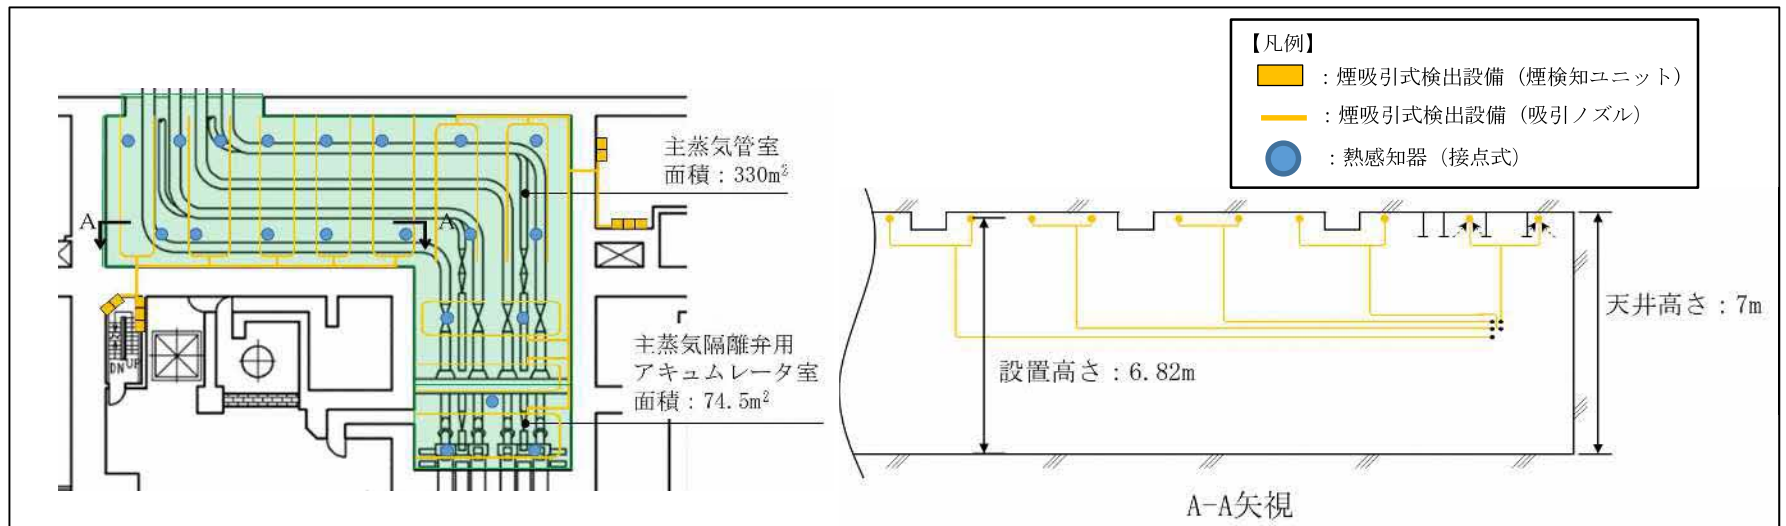 【凡例】
：煙吸引式検出設備（煙検知ユニット）
：煙吸引式検出設備（吸引ノズル）
：熱感知器（接点式）
主蒸気管室
面積：330m²
A
A
主蒸気隔離弁用
アキュムレータ室
面積：74.5m²
DN
UP
天井高さ：7m
設置高さ：6.82m
A-A矢視